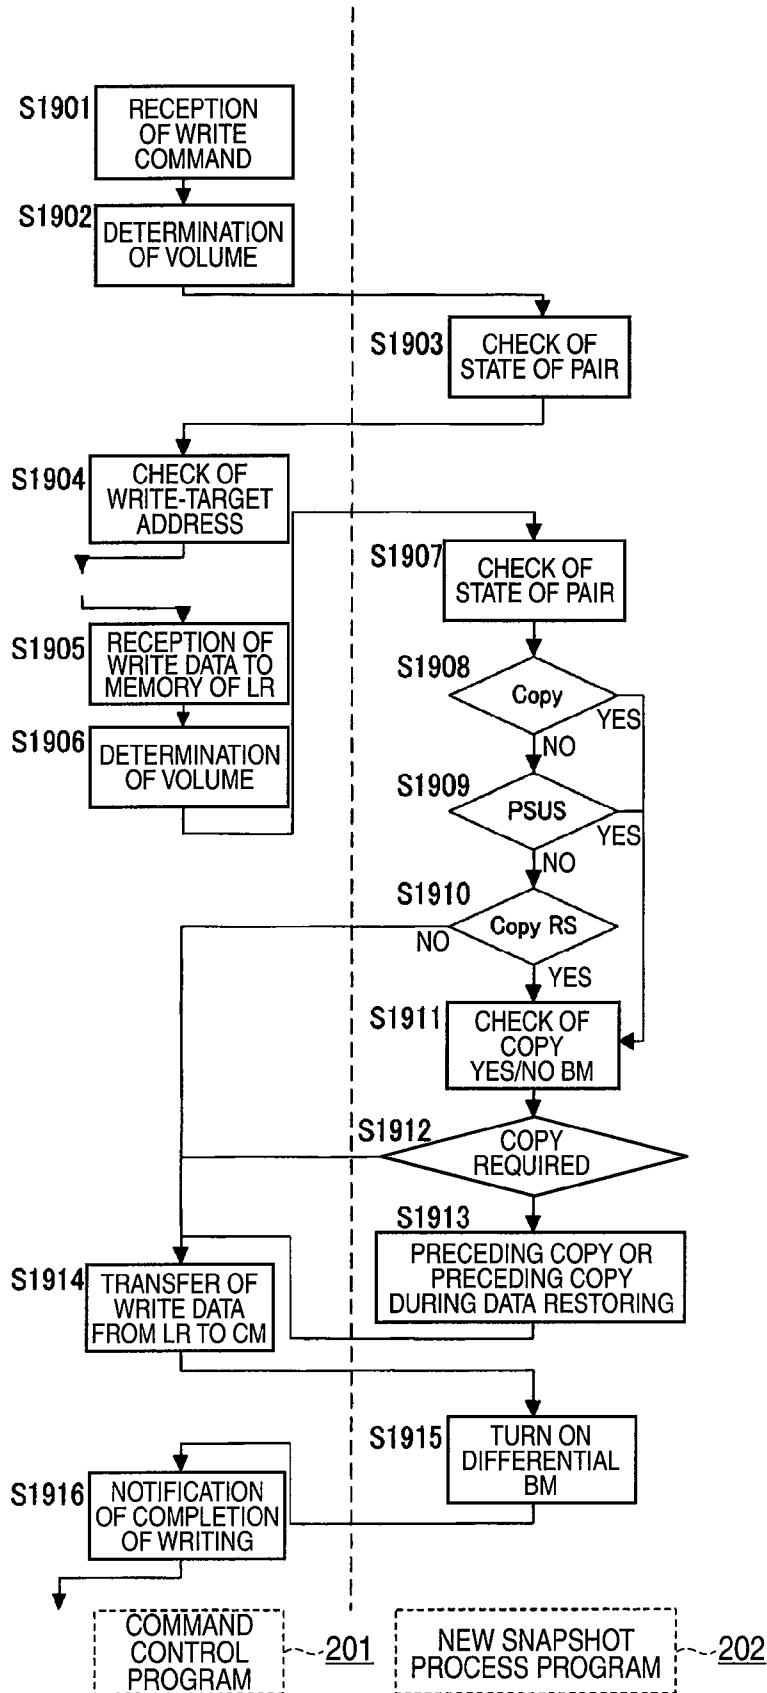 S1901
RECEPTION
OF WRITE
COMMAND
S1902
DETERMINATION
OF VOLUME
S1903
CHECK OF
STATE OF PAIR
S1904
CHECK OF
WRITE-TARGET
ADDRESS
S1905
RECEPTION OF
WRITE DATA TO
MEMORY OF LR
S1906
DETERMINATION
OF VOLUME
S1907
CHECK OF
STATE OF PAIR
S1908
Copy
YES
NO
S1909
PSUS
YES
NO
S1910
Copy RS
NO
YES
S1911
CHECK OF
COPY
YES/NO BM
S1912
COPY
REQUIRED
S1913
PRECEDING COPY OR
PRECEDING COPY
DURING DATA RESTORING
S1914
TRANSFER OF
WRITE DATA
FROM LR TO CM
S1915
TURN ON
DIFFERENTIAL
BM
S1916
NOTIFICATION
OF COMPLETION
OF WRITING
COMMAND
CONTROL
PROGRAM
201
NEW SNAPSHOT
PROCESS PROGRAM
202